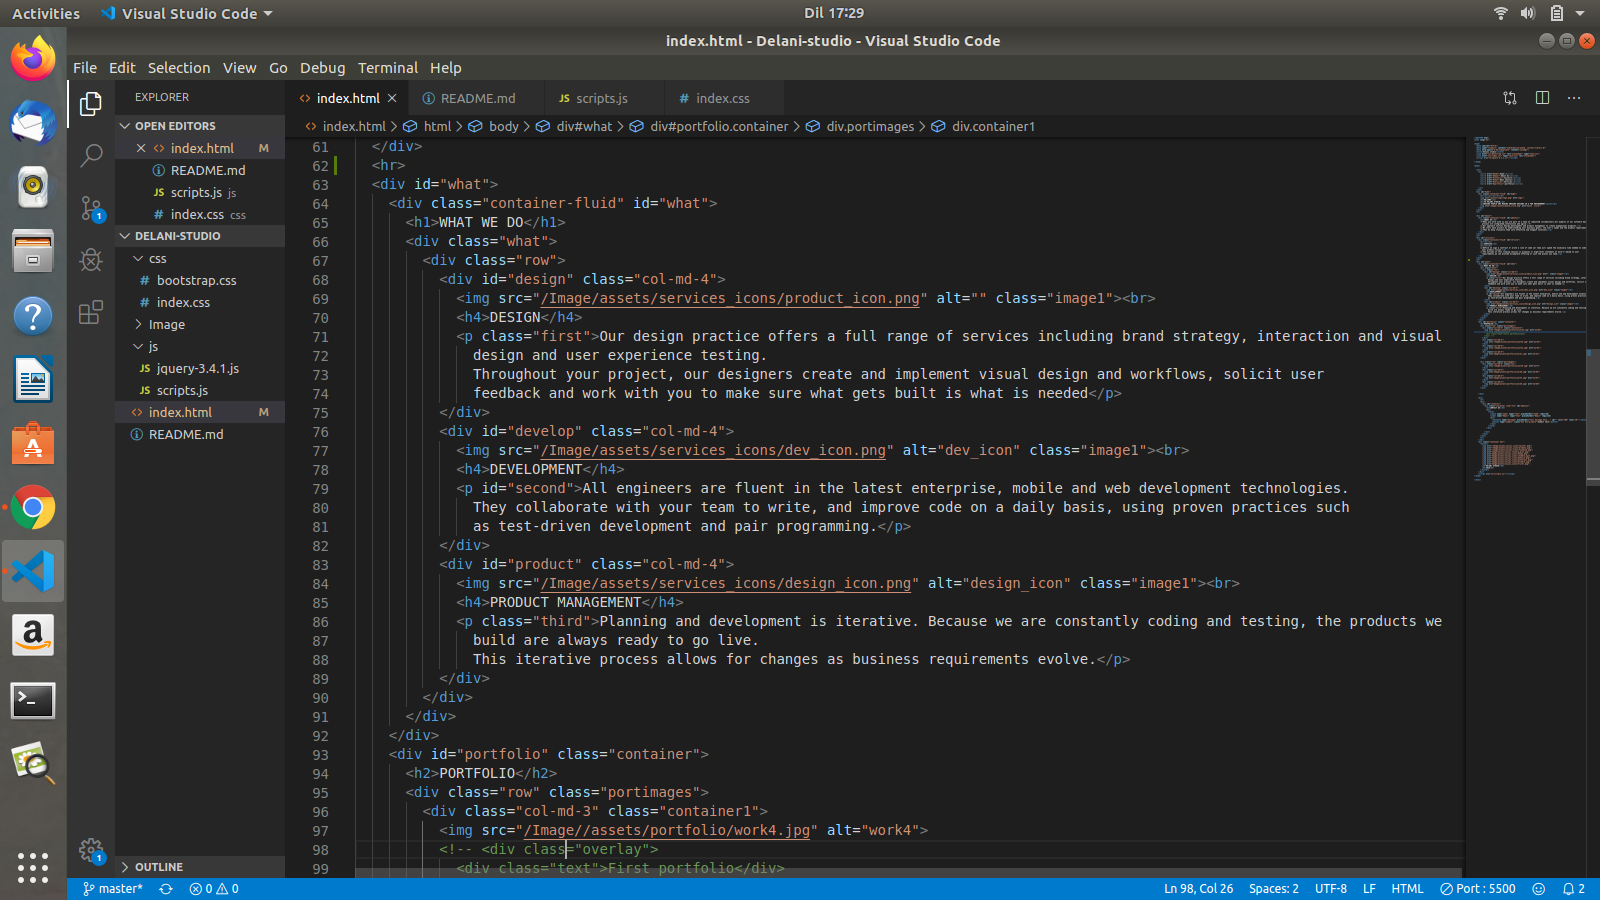 Activities
Visual Studio Code
Dil 17:29
index.html - Delani-studio - Visual Studio Code
File Edit Selection View Go Debug Terminal Help
EXPLORER
OPEN EDITORS
index.html M
README.md
JS scripts.js js
# index.css css
DELANI-STUDIO
css
# bootstrap.css
# index.css
Image
js
JS jquery-3.4.1.js
JS scripts.js
<> index.html M
README.md
OUTLINE
<> index.html
README.md
JS scripts.js
# index.css
<> index.html > html > body > div#what > div#portfolio.container > div.portimages > div.container1
61 </div>
62 <hr>
63 <div id="what">
64 <div class="container-fluid" id="what">
65 <h1>WHAT WE DO</h1>
66 <div class="what">
67 <div class="row">
68 <div id="design" class="col-md-4">
69 <img src="/Image/assets/services_icons/product_icon.png" alt="" class="image1"><br>
70 <h4>DESIGN</h4>
71 <p class="first">Our design practice offers a full range of services including brand strategy, interaction and visual
72 design and user experience testing.
73 Throughout your project, our designers create and implement visual design and workflows, solicit user
74 feedback and work with you to make sure what gets built is what is needed</p>
75 </div>
76 <div id="develop" class="col-md-4">
77 <img src="/Image/assets/services_icons/dev_icon.png" alt="dev_icon" class="image1"><br>
78 <h4>DEVELOPMENT</h4>
79 <p id="second">All engineers are fluent in the latest enterprise, mobile and web development technologies.
80 They collaborate with your team to write, and improve code on a daily basis, using proven practices such
81 as test-driven development and pair programming.</p>
82 </div>
83 <div id="product" class="col-md-4">
84 <img src="/Image/assets/services_icons/design_icon.png" alt="design_icon" class="image1"><br>
85 <h4>PRODUCT MANAGEMENT</h4>
86 <p class="third">Planning and development is iterative. Because we are constantly coding and testing, the products we
87 build are always ready to go live.
88 This iterative process allows for changes as business requirements evolve.</p>
89 </div>
90 </div>
91 </div>
92 </div>
93 <div id="portfolio" class="container">
94 <h2>PORTFOLIO</h2>
95 <div class="row" class="portimages">
96 <div class="col-md-3" class="container1">
97 <img src="/Image//assets/portfolio/work4.jpg" alt="work4">
98 <!-- <div class="overlay">
99 <div class="text">First portfolio</div>
master* 0 0
Ln 98, Col 26 Spaces: 2 UTF-8 LF HTML Port : 5500 2